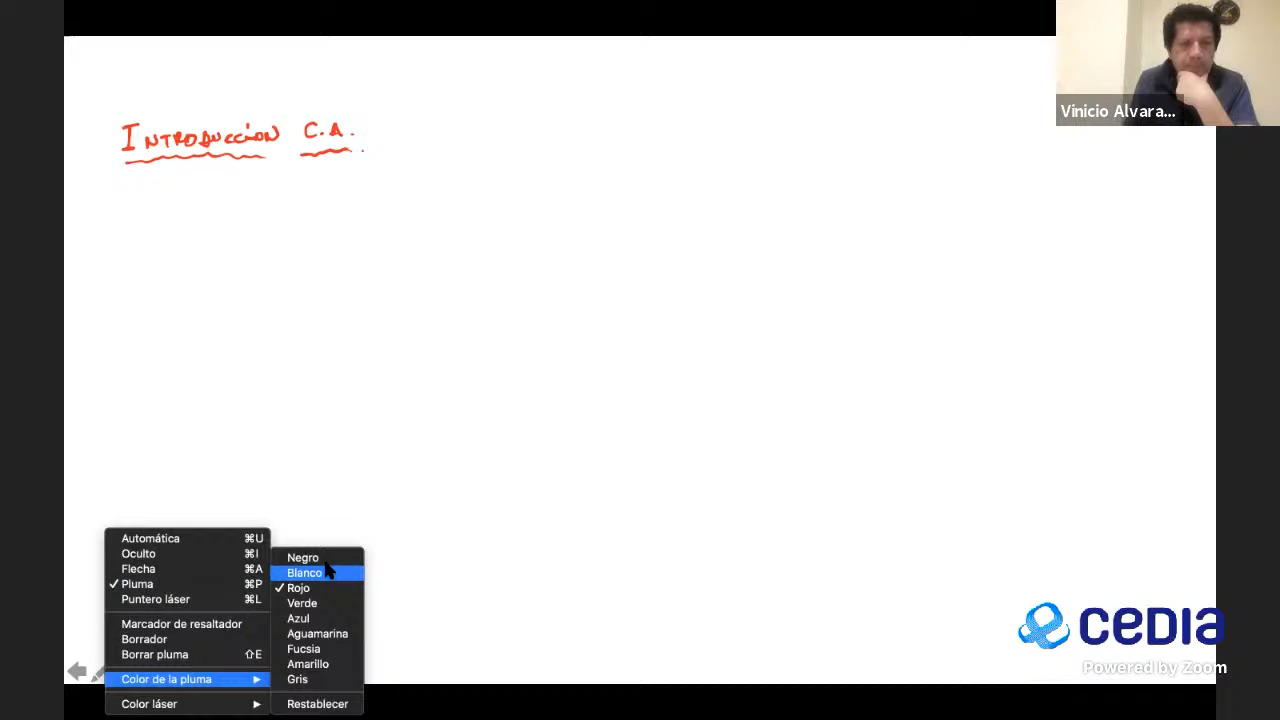 INTRODUCCION C.A.
Vinicio Alvara...
Automática ⌘U
Oculto ⌘I
Flecha ⌘A
✓ Pluma ⌘P
Puntero láser ⌘L
Marcador de resaltador
Borrador
Borrar pluma ⇧E
Color de la pluma ▶
Color láser ▶
Negro
Blanco
✓ Rojo
Verde
Azul
Aguamarina
Fucsia
Amarillo
Gris
Restablecer
CEDIA
Powered by Zoom